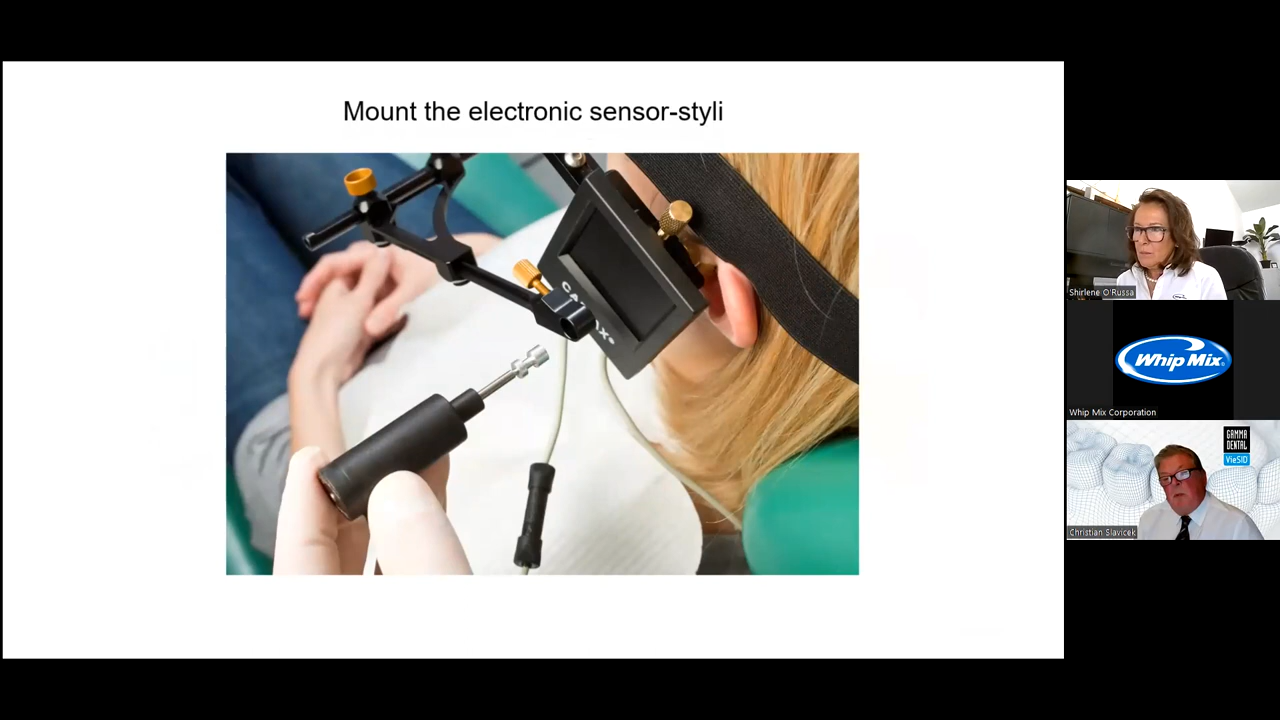 Mount the electronic sensor-styli
Shirlene O'Russa
Whip Mix
Whip Mix Corporation
GAMMA
DENTAL
VieSID
Christian Slavicek